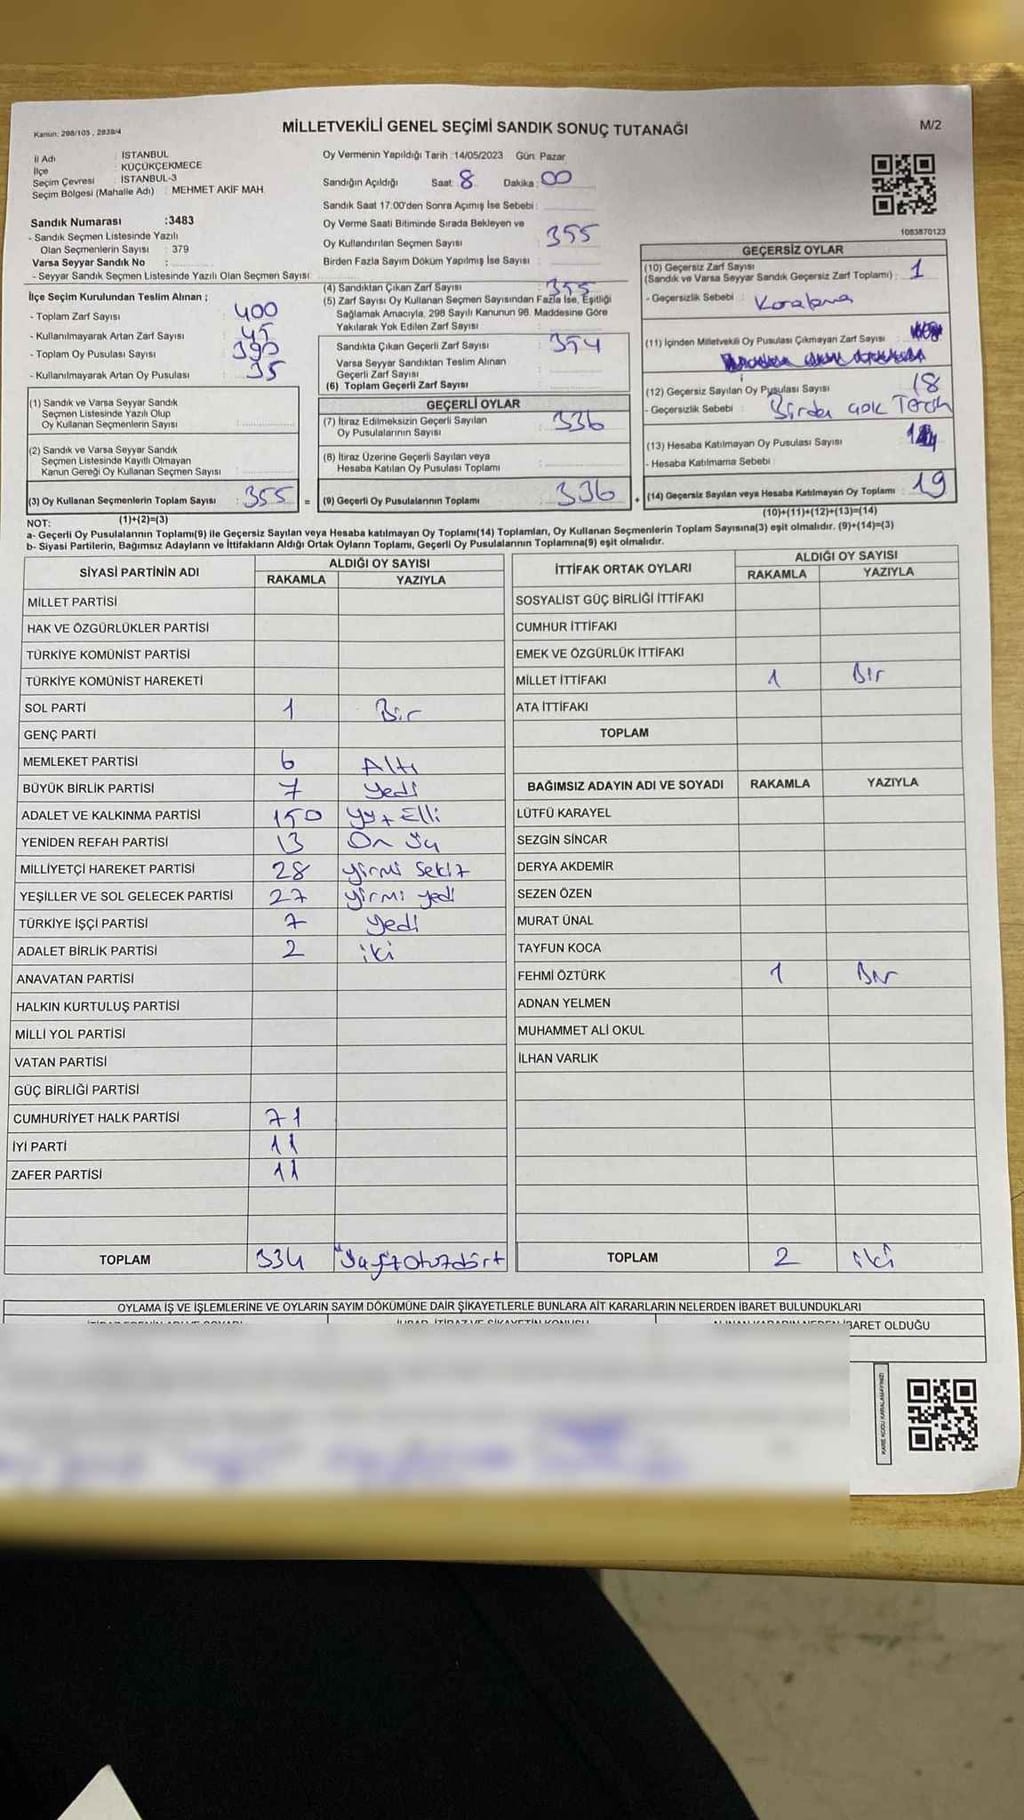 Kanun: 298/105 , 2839/4
MİLLETVEKİLİ GENEL SEÇİMİ SANDIK SONUÇ TUTANAĞI
M/2
İl Adı : İSTANBUL
İlçe : KÜÇÜKÇEKMECE
Seçim Çevresi : İSTANBUL-3
Seçim Bölgesi (Mahalle Adı) : MEHMET AKİF MAH.
Sandık Numarası :3483
- Sandık Seçmen Listesinde Yazılı
Olan Seçmenlerin Sayısı : 379
Varsa Seyyar Sandık No :
- Seyyar Sandık Seçmen Listesinde Yazılı Olan Seçmen Sayısı
Oy Vermenin Yapıldığı Tarih :14/05/2023 Gün: Pazar
Sandığın Açıldığı Saat: 8 Dakika: 00
Sandık Saat 17:00'den Sonra Açımış İse Sebebi :
Oy Verme Saati Bitiminde Sırada Bekleyen ve
Oy Kullandırılan Seçmen Sayısı : 355
Birden Fazla Sayım Döküm Yapılmış İse Sayısı :
1083870123
İlçe Seçim Kurulundan Teslim Alınan ;
- Toplam Zarf Sayısı : 400
- Kullanılmayarak Artan Zarf Sayısı : 45
- Toplam Oy Pusulası Sayısı : 390
- Kullanılmayarak Artan Oy Pusulası : 35
(1) Sandık ve Varsa Seyyar Sandık
Seçmen Listesinde Yazılı Olup
Oy Kullanan Seçmenlerin Sayısı :
(2) Sandık ve Varsa Seyyar Sandık
Seçmen Listesinde Kayıtlı Olmayan
Kanun Gereği Oy Kullanan Seçmen Sayısı :
(3) Oy Kullanan Seçmenlerin Toplam Sayısı : 355 =
(4) Sandıktan Çıkan Zarf Sayısı : 355
(5) Zarf Sayısı Oy Kullanan Seçmen Sayısından Fazla İse, Eşitliği
Sağlamak Amacıyla, 298 Sayılı Kanunun 98. Maddesine Göre
Yakılarak Yok Edilen Zarf Sayısı :
Sandıkta Çıkan Geçerli Zarf Sayısı : 354
Varsa Seyyar Sandıktan Teslim Alınan
Geçerli Zarf Sayısı
(6) Toplam Geçerli Zarf Sayısı :
GEÇERLİ OYLAR
(7) İtiraz Edilmeksizin Geçerli Sayılan
Oy Pusulalarının Sayısı : 336
(8) İtiraz Üzerine Geçerli Sayılan veya
Hesaba Katılan Oy Pusulası Toplamı :
(9) Geçerli Oy Pusulalarının Toplamı : 336 +
GEÇERSİZ OYLAR
(10) Geçersiz Zarf Sayısı
(Sandık ve Varsa Seyyar Sandık Geçersiz Zarf Toplamı) : 1
- Geçersizlik Sebebi : Karalama
(11) İçinden Milletvekili Oy Pusulası Çıkmayan Zarf Sayısı :
(12) Geçersiz Sayılan Oy Pusulası Sayısı : 18
- Geçersizlik Sebebi : Birden çok Tercih
(13) Hesaba Katılmayan Oy Pusulası Sayısı :
- Hesaba Katılmama Sebebi :
(14) Geçersiz Sayılan veya Hesaba Katılmayan Oy Toplamı : 19
(1)+(2)=(3)
(10)+(11)+(12)+(13)=(14)
NOT:
a- Geçerli Oy Pusulalarının Toplamı(9) ile Geçersiz Sayılan veya Hesaba katılmayan Oy Toplamı(14) Toplamları, Oy Kullanan Seçmenlerin Toplam Sayısına(3) eşit olmalıdır. (9)+(14)=(3)
b- Siyasi Partilerin, Bağımsız Adayların ve İttifakların Aldığı Ortak Oyların Toplamı, Geçerli Oy Pusulalarının Toplamına(9) eşit olmalıdır.
SİYASİ PARTİNİN ADI ALDIĞI OY SAYISI
RAKAMLA YAZIYLA
MİLLET PARTİSİ
HAK VE ÖZGÜRLÜKLER PARTİSİ
TÜRKİYE KOMÜNİST PARTİSİ
TÜRKİYE KOMÜNİST HAREKETİ
SOL PARTİ 1 Bir
GENÇ PARTİ
MEMLEKET PARTİSİ 6 Altı
BÜYÜK BİRLİK PARTİSİ 7 Yedi
ADALET VE KALKINMA PARTİSİ 150 Yüz Elli
YENİDEN REFAH PARTİSİ 13 On Üç
MİLLİYETÇİ HAREKET PARTİSİ 28 Yirmi Sekiz
YEŞİLLER VE SOL GELECEK PARTİSİ 27 Yirmi Yedi
TÜRKİYE İŞÇİ PARTİSİ 7 Yedi
ADALET BİRLİK PARTİSİ 2 iki
ANAVATAN PARTİSİ
HALKIN KURTULUŞ PARTİSİ
MİLLİ YOL PARTİSİ
VATAN PARTİSİ
GÜÇ BİRLİĞİ PARTİSİ
CUMHURİYET HALK PARTİSİ 71
İYİ PARTİ 11
ZAFER PARTİSİ 11
TOPLAM 334 Üçyüzotuzdört
İTTİFAK ORTAK OYLARI ALDIĞI OY SAYISI
RAKAMLA YAZIYLA
SOSYALİST GÜÇ BİRLİĞİ İTTİFAKI
CUMHUR İTTİFAKI
EMEK VE ÖZGÜRLÜK İTTİFAKI
MİLLET İTTİFAKI 1 Bir
ATA İTTİFAKI
TOPLAM
BAĞIMSIZ ADAYIN ADI VE SOYADI RAKAMLA YAZIYLA
LÜTFÜ KARAYEL
SEZGİN SİNCAR
DERYA AKDEMİR
SEZEN ÖZEN
MURAT ÜNAL
TAYFUN KOCA
FEHMİ ÖZTÜRK 1 Bir
ADNAN YELMEN
MUHAMMET ALİ OKUL
İLHAN VARLIK
TOPLAM 2 iki
OYLAMA İŞ VE İŞLEMLERİNE VE OYLARIN SAYIM DÖKÜMÜNE DAİR ŞİKAYETLERLE BUNLARA AİT KARARLARIN NELERDEN İBARET BULUNDUKLARI
İBARET OLDUĞU
KARE KODU KARALAMAYINIZ!